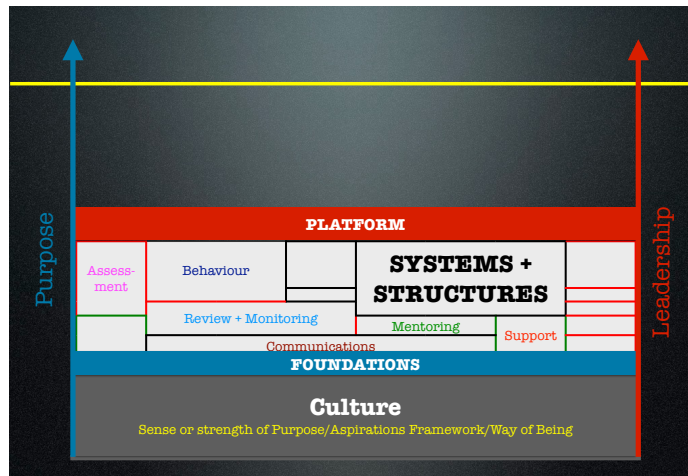 Purpose
Leadership
PLATFORM
Assess-
ment
Behaviour
SYSTEMS +
STRUCTURES
Review + Monitoring
Mentoring
Support
Communications
FOUNDATIONS
Culture
Sense or strength of Purpose/Aspirations Framework/Way of Being